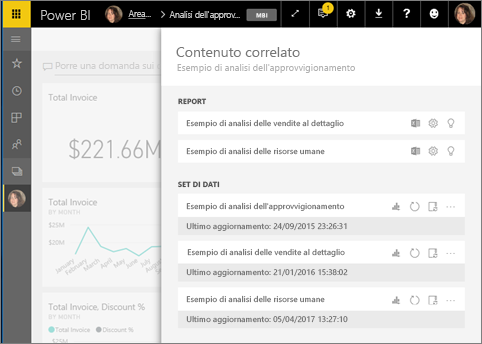 Power BI
Area...
Analisi dell'approvv...
MBI
1
Contenuto correlato
Esempio di analisi dell'approvvigionamento
Porre una domanda sui
REPORT
Esempio di analisi delle vendite al dettaglio
Esempio di analisi delle risorse umane
SET DI DATI
Esempio di analisi dell'approvvigionamento
Ultimo aggiornamento: 24/09/2015 23:26:31
Esempio di analisi delle vendite al dettaglio
Ultimo aggiornamento: 21/01/2016 15:38:02
Esempio di analisi delle risorse umane
Ultimo aggiornamento: 05/04/2017 13:27:10
Total Invoice
$221.66M
Total Invoice
BY MONTH
$25M
$20M
January
February
March
April
May
June
July
Total Invoice, Discount %
BY MONTH
Total Invoice
Discount %
$25M